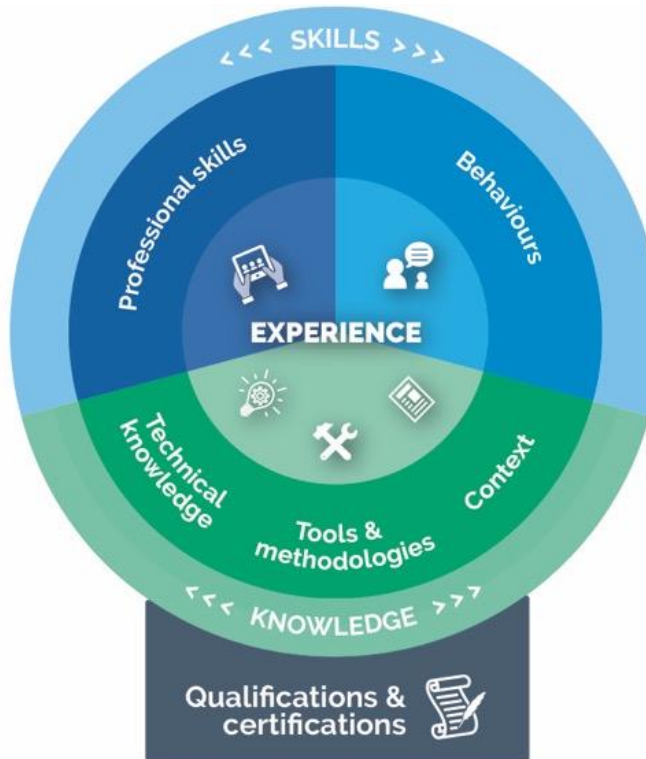 <<< SKILLS >>>
Professional skills
Behaviours
EXPERIENCE
Technical
knowledge
Tools &
methodologies
Context
<<< KNOWLEDGE >>>
Qualifications &
certifications